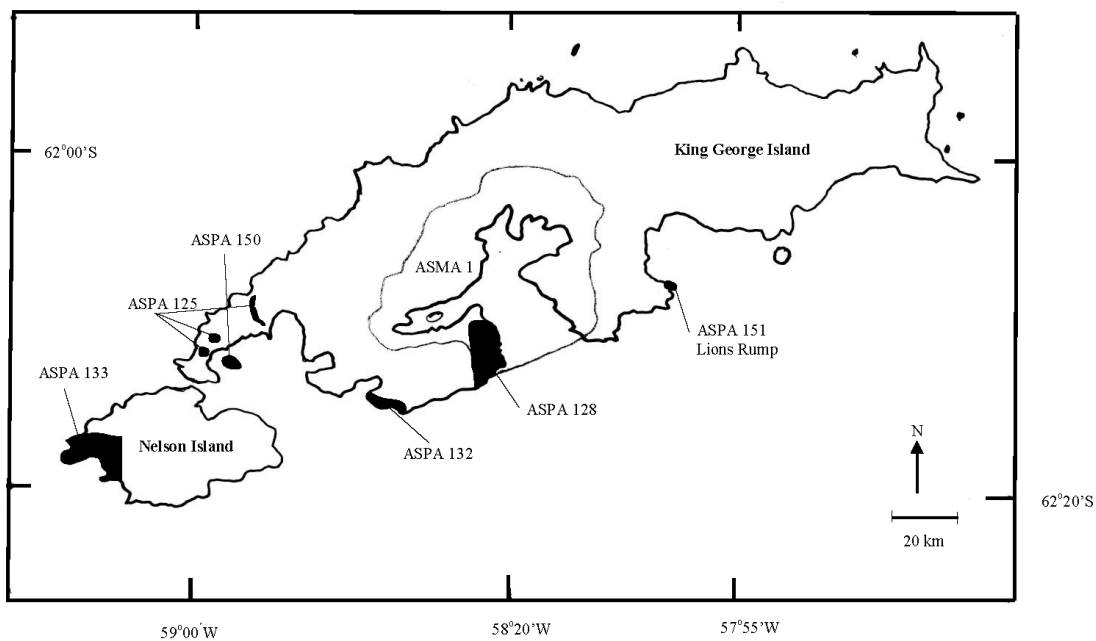 62°00'S
King George Island
ASPA 150
ASMA 1
ASPA 125
ASPA 151
Lions Rump
ASPA 133
ASPA 128
Nelson Island
ASPA 132
N
20 km
62°20'S
59°00'W
58°20'W
57°55'W